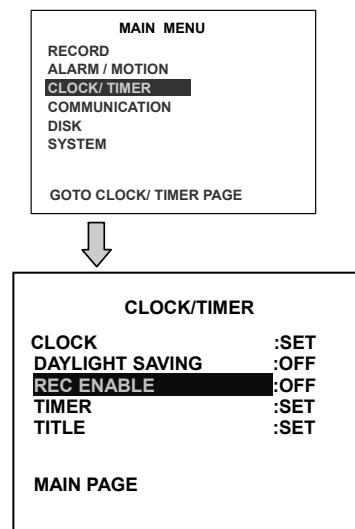 MAIN MENU
RECORD
ALARM / MOTION
CLOCK/ TIMER
COMMUNICATION
DISK
SYSTEM
GOTO CLOCK/ TIMER PAGE
CLOCK/TIMER
CLOCK :SET
DAYLIGHT SAVING :OFF
REC ENABLE :OFF
TIMER :SET
TITLE :SET
MAIN PAGE